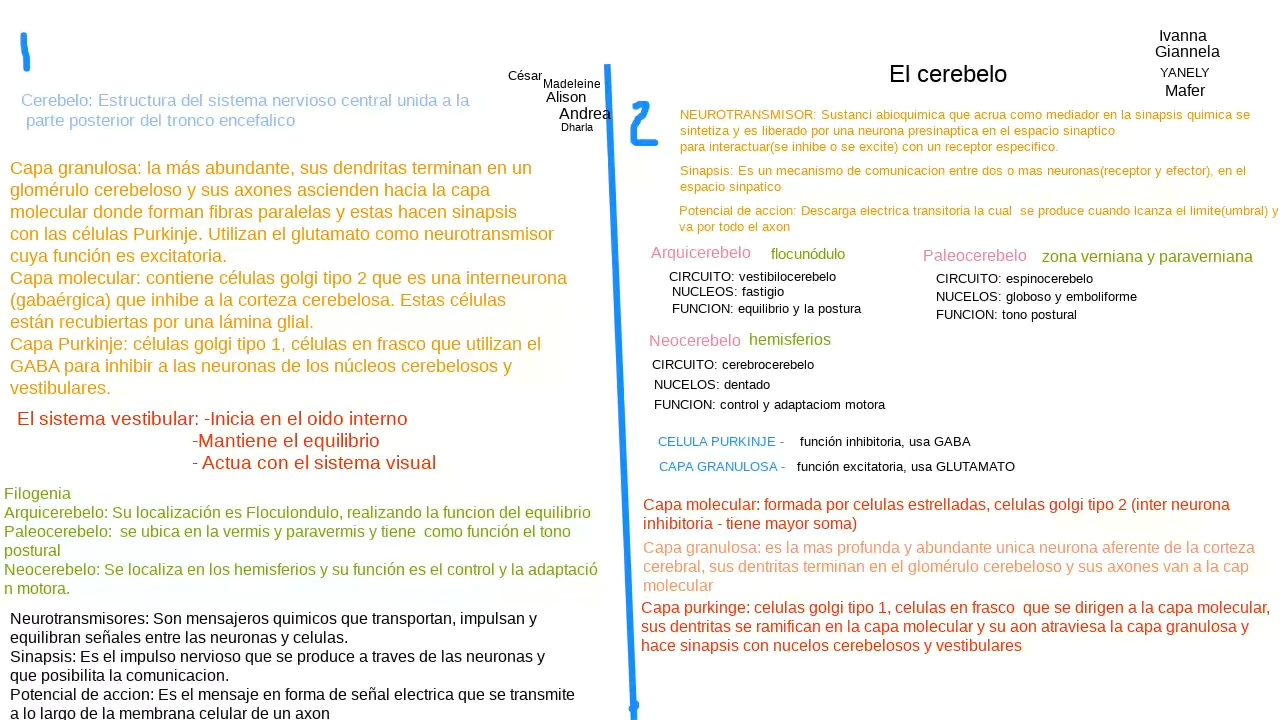 1
César
Madeleine
Alison
Andrea
Dharla
Cerebelo: Estructura del sistema nervioso central unida a la
parte posterior del tronco encefalico
Capa granulosa: la más abundante, sus dendritas terminan en un
glomérulo cerebeloso y sus axones ascienden hacia la capa
molecular donde forman fibras paralelas y estas hacen sinapsis
con las células Purkinje. Utilizan el glutamato como neurotransmisor
cuya función es excitatoria.
Capa molecular: contiene células golgi tipo 2 que es una interneurona
(gabaérgica) que inhibe a la corteza cerebelosa. Estas células
están recubiertas por una lámina glial.
Capa Purkinje: células golgi tipo 1, células en frasco que utilizan el
GABA para inhibir a las neuronas de los núcleos cerebelosos y
vestibulares.
El sistema vestibular: -Inicia en el oido interno
-Mantiene el equilibrio
- Actua con el sistema visual
Filogenia
Arquicerebelo: Su localización es Floculondulo, realizando la funcion del equilibrio
Paleocerebelo: se ubica en la vermis y paravermis y tiene como función el tono
postural
Neocerebelo: Se localiza en los hemisferios y su función es el control y la adaptació
n motora.
Neurotransmisores: Son mensajeros quimicos que transportan, impulsan y
equilibran señales entre las neuronas y celulas.
Sinapsis: Es el impulso nervioso que se produce a traves de las neuronas y
que posibilita la comunicacion.
Potencial de accion: Es el mensaje en forma de señal electrica que se transmite
a lo largo de la membrana celular de un axon
2
El cerebelo
Ivanna
Giannela
YANELY
Mafer
NEUROTRANSMISOR: Sustanci abioquimica que acrua como mediador en la sinapsis quimica se
sintetiza y es liberado por una neurona presinaptica en el espacio sinaptico
para interactuar(se inhibe o se excite) con un receptor especifico.
Sinapsis: Es un mecanismo de comunicacion entre dos o mas neuronas(receptor y efector), en el
espacio sinpatico
Potencial de accion: Descarga electrica transitoria la cual se produce cuando lcanza el limite(umbral) y
va por todo el axon
Arquicerebelo flocunódulo
CIRCUITO: vestibilocerebelo
NUCLEOS: fastigio
FUNCION: equilibrio y la postura
Paleocerebelo zona verniana y paraverniana
CIRCUITO: espinocerebelo
NUCELOS: globoso y emboliforme
FUNCION: tono postural
Neocerebelo hemisferios
CIRCUITO: cerebrocerebelo
NUCELOS: dentado
FUNCION: control y adaptaciom motora
CELULA PURKINJE - función inhibitoria, usa GABA
CAPA GRANULOSA - función excitatoria, usa GLUTAMATO
Capa molecular: formada por celulas estrelladas, celulas golgi tipo 2 (inter neurona
inhibitoria - tiene mayor soma)
Capa granulosa: es la mas profunda y abundante unica neurona aferente de la corteza
cerebral, sus dentritas terminan en el glomérulo cerebeloso y sus axones van a la cap
molecular
Capa purkinge: celulas golgi tipo 1, celulas en frasco que se dirigen a la capa molecular,
sus dentritas se ramifican en la capa molecular y su aon atraviesa la capa granulosa y
hace sinapsis con nucelos cerebelosos y vestibulares